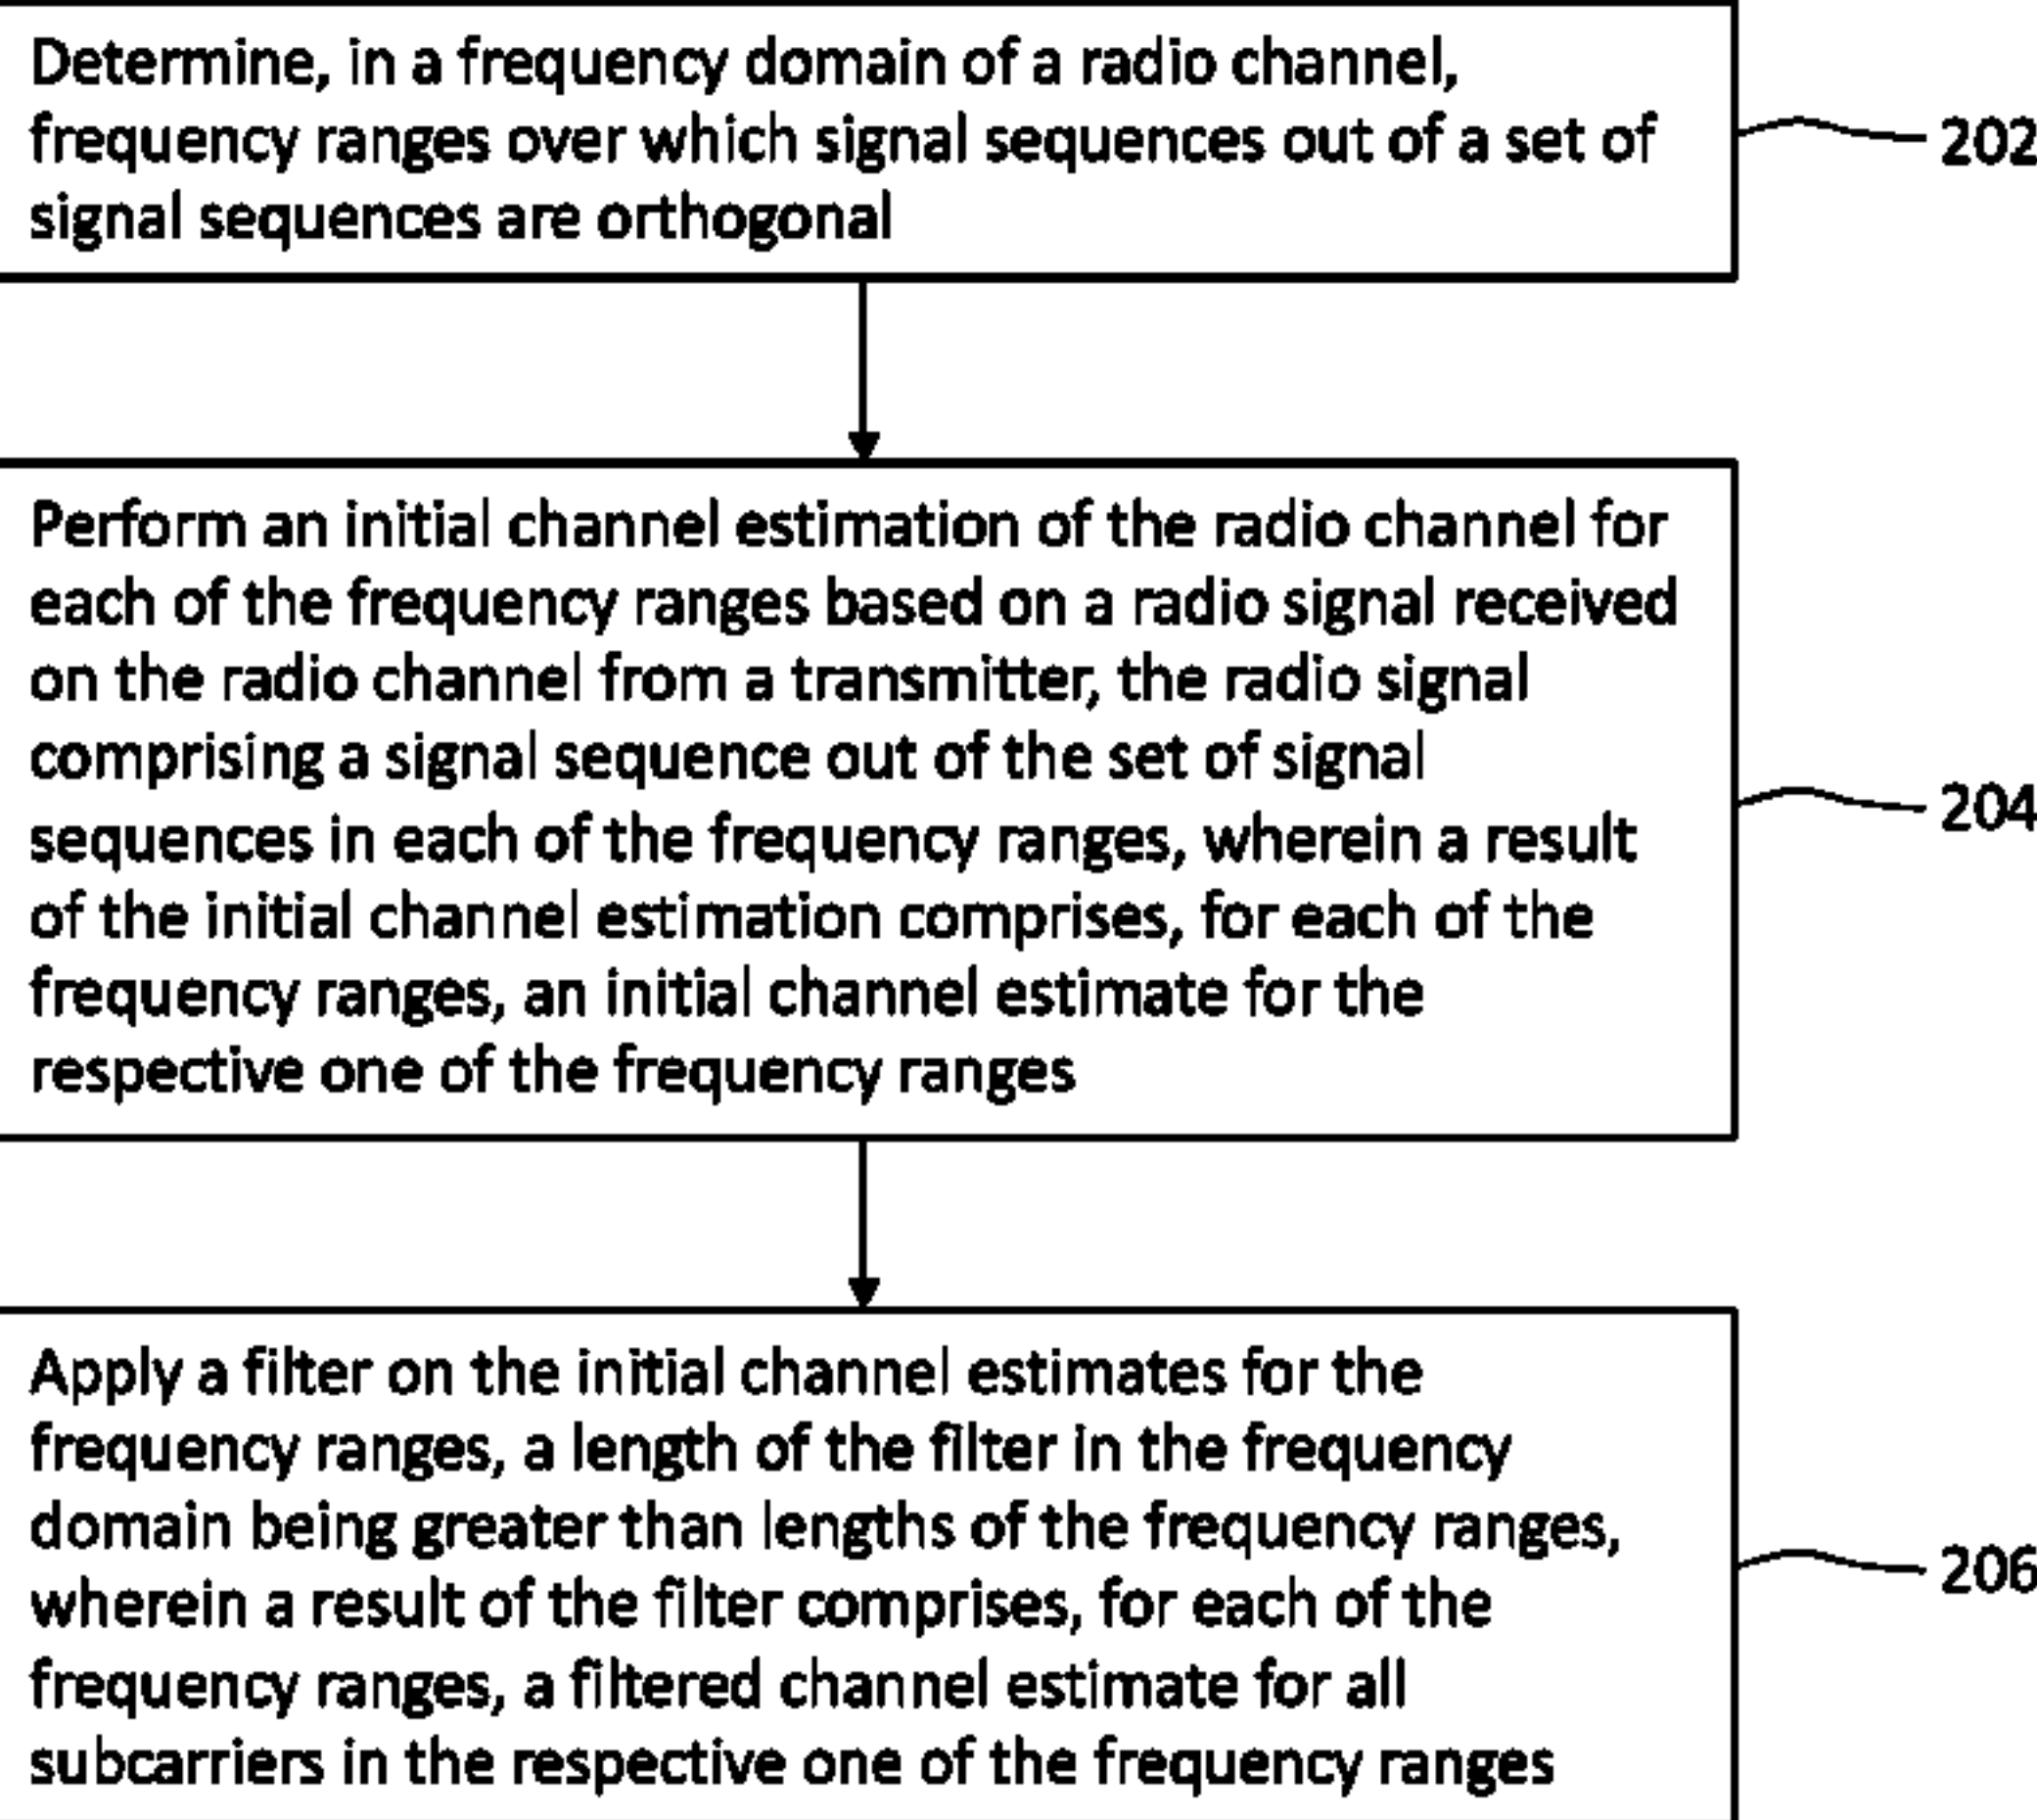 Determine, in a frequency domain of a radio channel,
frequency ranges over which signal sequences out of a set of
signal sequences are orthogonal
202
Perform an initial channel estimation of the radio channel for
each of the frequency ranges based on a radio signal received
on the radio channel from a transmitter, the radio signal
comprising a signal sequence out of the set of signal
sequences in each of the frequency ranges, wherein a result
of the initial channel estimation comprises, for each of the
frequency ranges, an initial channel estimate for the
respective one of the frequency ranges
204
Apply a filter on the initial channel estimates for the
frequency ranges, a length of the filter in the frequency
domain being greater than lengths of the frequency ranges,
wherein a result of the filter comprises, for each of the
frequency ranges, a filtered channel estimate for all
subcarriers in the respective one of the frequency ranges
206